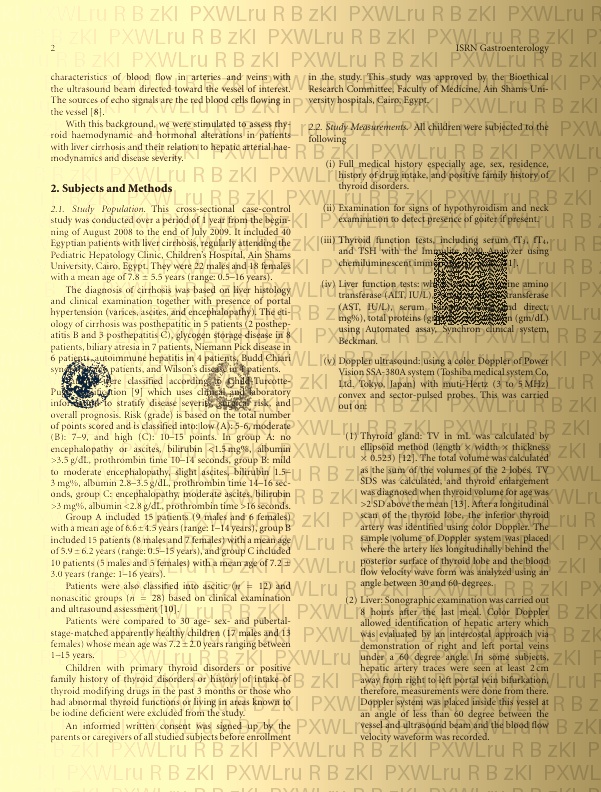 2
ISRN Gastroenterology
characteristics of blood flow in arteries and veins with
the ultrasound beam directed toward the vessel of interest.
The sources of echo signals are the red blood cells flowing in
the vessel [8].
With this background, we were stimulated to assess thy-
roid haemodynamic and hormonal alterations in patients
with liver cirrhosis and their relation to hepatic arterial hae-
modynamics and disease severity.
2. Subjects and Methods
2.1. Study Population. This cross-sectional case-control
study was conducted over a period of 1 year from the begin-
ning of August 2008 to the end of July 2009. It included 40
Egyptian patients with liver cirrhosis, regularly attending the
Pediatric Hepatology Clinic, Children's Hospital, Ain Shams
University, Cairo, Egypt. They were 22 males and 18 females
with a mean age of 7.8 ± 5.5 years (range: 0.5–16 years).
The diagnosis of cirrhosis was based on liver histology
and clinical examination together with presence of portal
hypertension (varices, ascites, and encephalopathy). The eti-
ology of cirrhosis was posthepatitic in 5 patients (2 posthep-
atitis B and 3 posthepatitis C), glycogen storage disease in 8
patients, biliary atresia in 7 patients, Niemann Pick disease in
6 patients, autoimmune hepatitis in 4 patients, Budd Chiari
patients, and Wilson's disease in patients.
were classified according Child-Turcotte-
[9] which uses clinical laboratory
to stratify disease severity, risk, and
overall prognosis. Risk (grade) is based on the total number
of points scored and is classified into: low (A): 5-6, moderate
(B): 7–9, and high (C): 10–15 points. In group A: no
encephalopathy or ascites, bilirubin <1.5 mg%, albumin
>3.5 g/dL, prothrombin time 10–14 seconds, group B: mild
to moderate encephalopathy, slight ascites, bilirubin 1.5–
3 mg%, albumin 2.8–3.5 g/dL, prothrombin time 14–16 sec-
onds, group C: encephalopathy, moderate ascites, bilirubin
>3 mg%, albumin <2.8 g/dL, prothrombin time >16 seconds.
Group A included 15 patients (9 males and 6 females)
with a mean age of 6.6 ± 4.5 years (range: 1–14 years), group B
included 15 patients (8 males and 7 females) with a mean age
of 5.9 ± 6.2 years (range: 0.5–15 years), and group C included
10 patients (5 males and 5 females) with a mean age of 7.2 ±
3.0 years (range: 1–16 years).
Patients were also classified into ascitic (n = 12) and
nonascitic groups (n = 28) based on clinical examination
and ultrasound assessment [10].
Patients were compared to 30 age- sex- and pubertal-
stage-matched apparently healthy children (17 males and 13
females) whose mean age was 7.2 ± 2.0 years ranging between
1–15 years.
Children with primary thyroid disorders or positive
family history of thyroid disorders or history of intake of
thyroid modifying drugs in the past 3 months or those who
had abnormal thyroid functions or living in areas known to
be iodine deficient were excluded from the study.
An informed written consent was signed up by the
parents or caregivers of all studied subjects before enrollment
in the study. This study was approved by the Bioethical
Research Committee, Faculty of Medicine, Ain Shams Uni-
versity hospitals, Cairo, Egypt.
2.2. Study Measurements. All children were subjected to the
following
(i) Full medical history especially age, sex, residence,
history of drug intake, and positive family history of
thyroid disorders.
(ii) Examination for signs of hypothyroidism and neck
examination to detect presence of goiter if present.
(iii) Thyroid function tests, including serum fT3, fT4,
and TSH with the Immulite 2000 Analyzer using
chemiluminescent
(iv) Liver function tests: amino
transferase (ALT, IU/L), transferase
(AST, IU/L), serum and direct,
mg%), total proteins (gm/dL)
using Automated assay, Synchron clinical system,
Beckman.
(v) Doppler ultrasound: using a color Doppler of Power
Vision SSA-380A system (Toshiba medical system Co,
Ltd, Tokyo, Japan) with muti-Hertz (3 to 5 MHz)
convex and sector-pulsed probes. This was carried
out on:
(1) Thyroid gland: TV in mL was calculated by
ellipsoid method (length × width × thickness
× 0.523) [12]. The total volume was calculated
as the sum of the volumes of the 2 lobes. TV
SDS was calculated, and thyroid enlargement
was diagnosed when thyroid volume for age was
>2 SD above the mean [13]. After a longitudinal
scan of the thyroid lobe, the inferior thyroid
artery was identified using color Doppler. The
sample volume of Doppler system was placed
where the artery lies longitudinally behind the
posterior surface of thyroid lobe and the blood
flow velocity wave form was analyzed using an
angle between 30 and 60-degrees.
(2) Liver: Sonographic examination was carried out
8 hours after the last meal. Color Doppler
allowed identification of hepatic artery which
was evaluated by an intercostal approach via
demonstration of right and left portal veins
under a 60 degree angle. In some subjects,
hepatic artery traces were seen at least 2 cm
away from right to left portal vein bifurkation,
therefore, measurements were done from there.
Doppler system was placed inside this vessel at
an angle of less than 60 degree between the
vessel and ultrasound beam and the blood flow
velocity waveform was recorded.